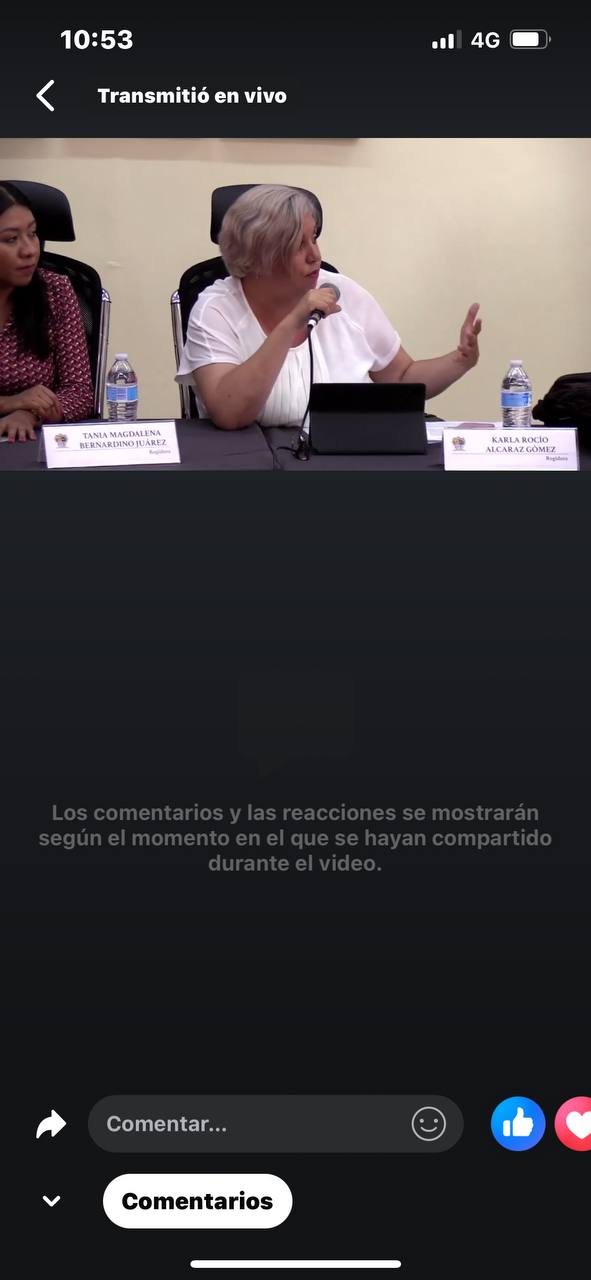 10:53
4G
Transmitió en vivo
TANIA MAGDALENA
BERNARDINO JUÁREZ
Regidora
KARLA ROCÍO
ALCARAZ GÓMEZ
Regidora
Los comentarios y las reacciones se mostrarán
según el momento en el que se hayan compartido
durante el video.
Comentar...
Comentarios